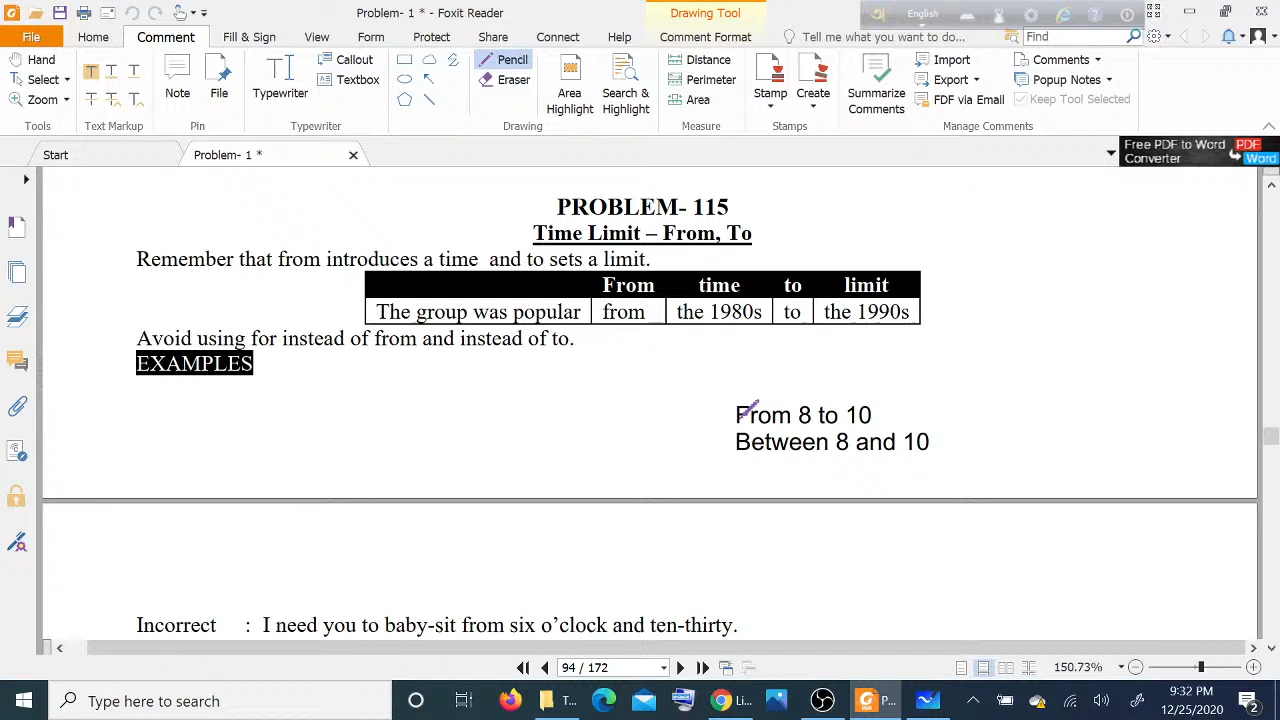 Problem- 1 * - Foxit Reader
Drawing Tool
English
File
Home
Comment
Fill & Sign
View
Form
Protect
Share
Connect
Help
Comment Format
Tell me what you want to do...
Find
Hand
Select
Zoom
Tools
Text Markup
Note
File
Pin
Typewriter
Callout
Textbox
Typewriter
Pencil
Eraser
Area Highlight
Search & Highlight
Drawing
Distance
Perimeter
Area
Measure
Stamp
Create
Stamps
Summarize Comments
Import
Export
FDF via Email
Comments
Popup Notes
Keep Tool Selected
Manage Comments
Start
Problem- 1 *
Free PDF to Word Converter
PDF
Word
PROBLEM- 115
Time Limit – From, To
Remember that from introduces a time and to sets a limit.
From time to limit
The group was popular from the 1980s to the 1990s
Avoid using for instead of from and instead of to.
EXAMPLES
From 8 to 10
Between 8 and 10
Incorrect : I need you to baby-sit from six o’clock and ten-thirty.
94 / 172
150.73%
Type here to search
T...
Li...
P...
9:32 PM
12/25/2020
2